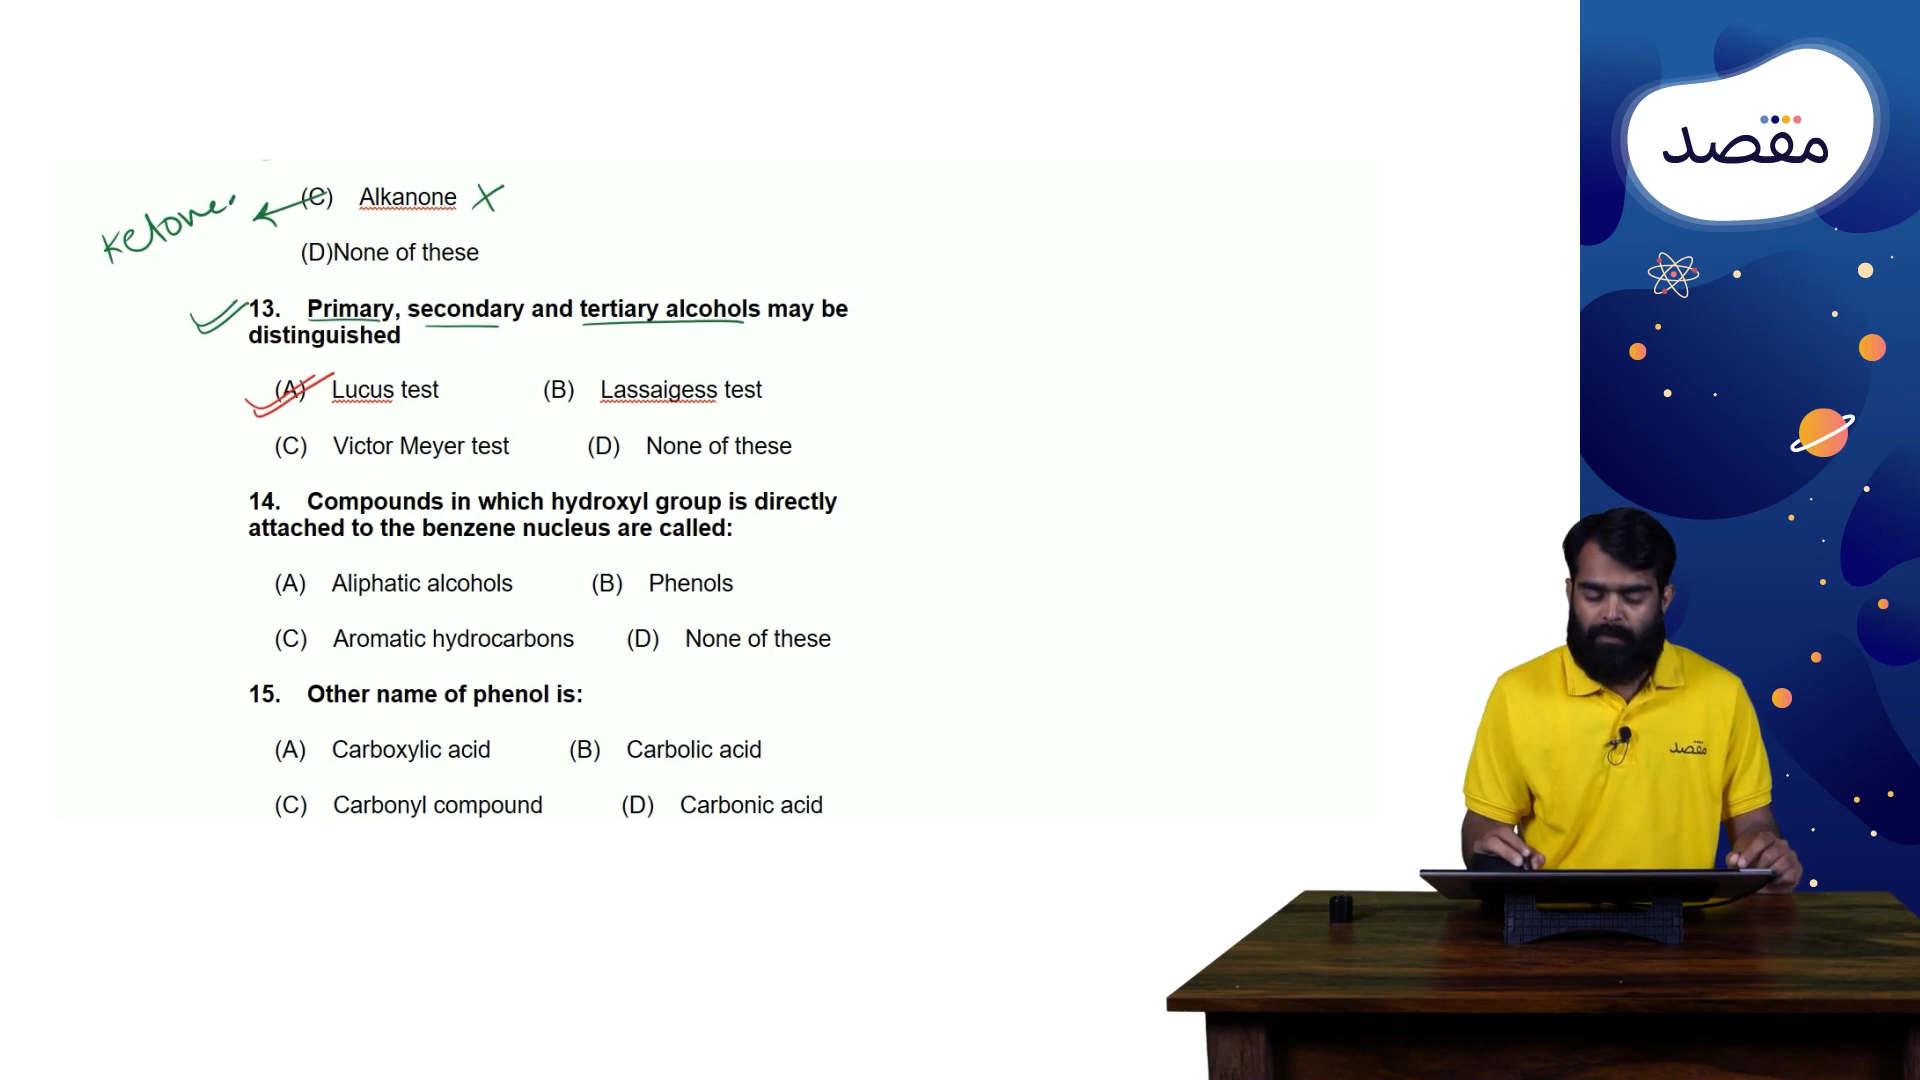 (C) Alkanone X
Ketone.
(D)None of these
13. Primary, secondary and tertiary alcohols may be
distinguished
(A) Lucus test (B) Lassaigess test
(C) Victor Meyer test (D) None of these
14. Compounds in which hydroxyl group is directly
attached to the benzene nucleus are called:
(A) Aliphatic alcohols (B) Phenols
(C) Aromatic hydrocarbons (D) None of these
15. Other name of phenol is:
(A) Carboxylic acid (B) Carbolic acid
(C) Carbonyl compound (D) Carbonic acid
مقصد
مقصد